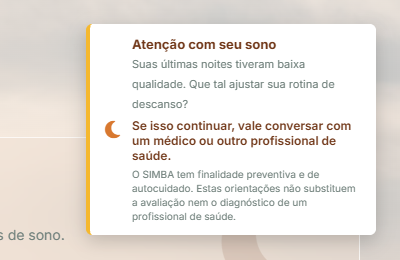 Atenção com seu sono
Suas últimas noites tiveram baixa
qualidade. Que tal ajustar sua rotina de
descanso?
Se isso continuar, vale conversar com
um médico ou outro profissional de
saúde.
O SIMBA tem finalidade preventiva e de
autocuidado. Estas orientações não substituem
a avaliação nem o diagnóstico de um
profissional de saúde.
s de sono.